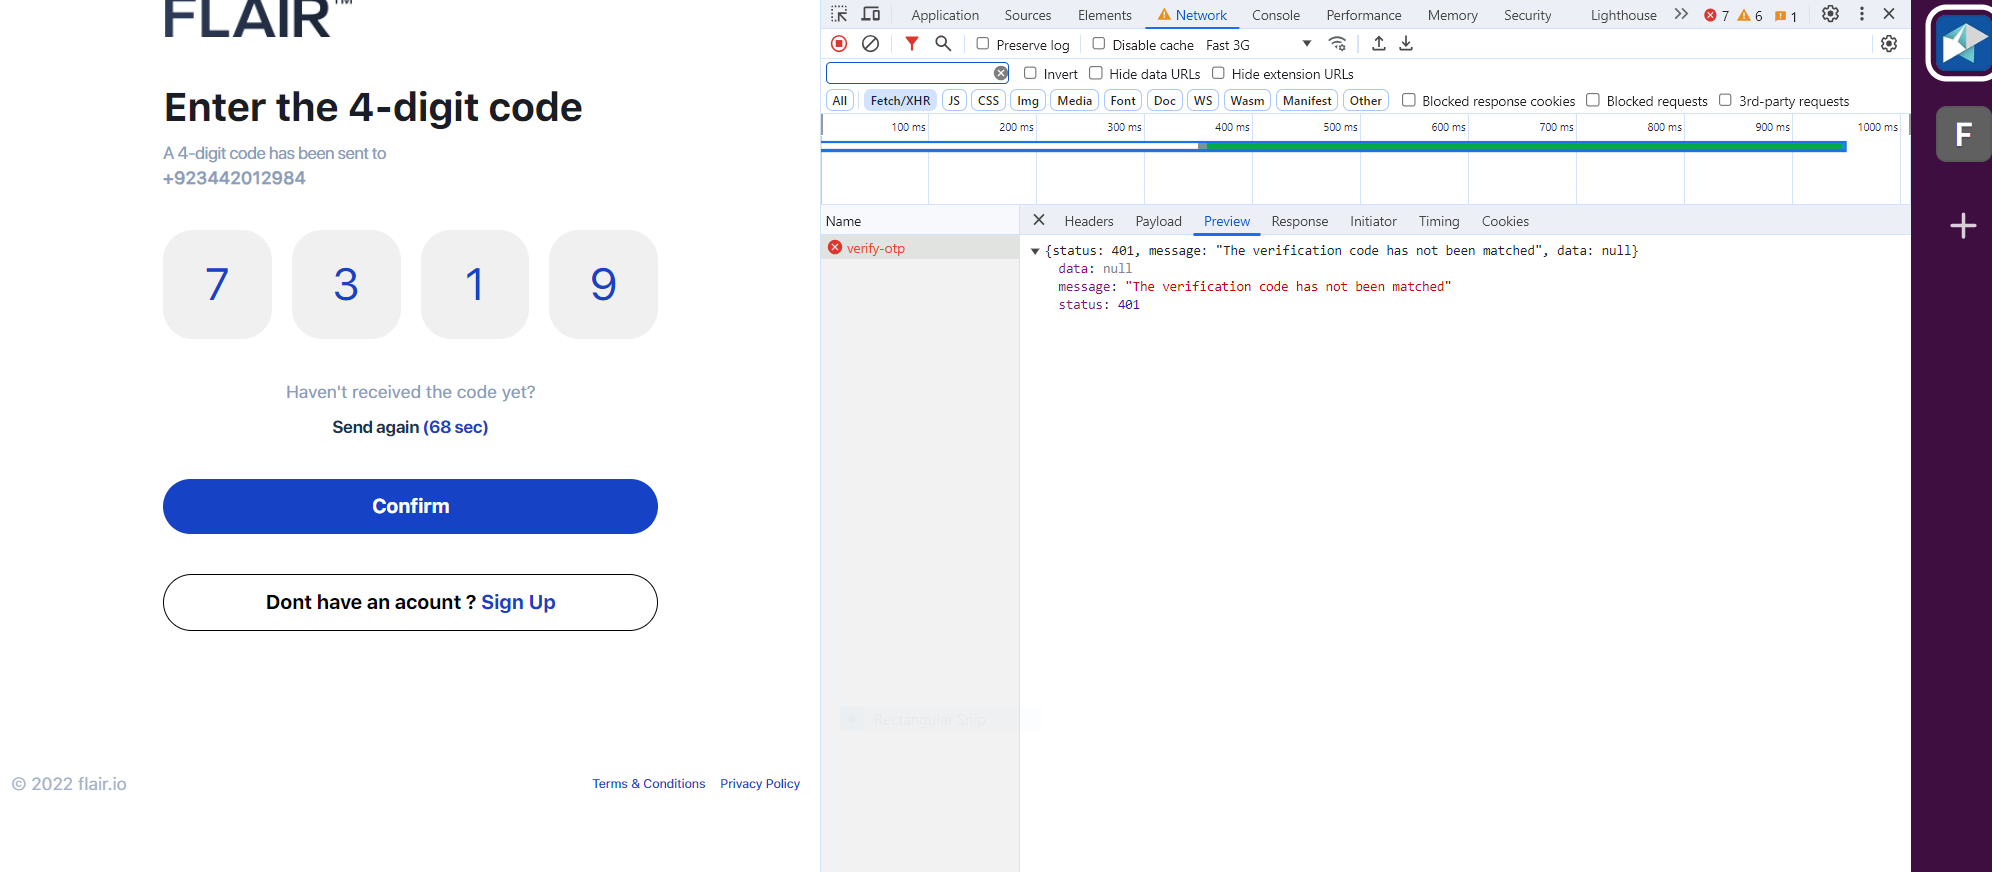 FLAIR™
Enter the 4-digit code
A 4-digit code has been sent to
+923442012984
7 3 1 9
Haven't received the code yet?
Send again (68 sec)
Confirm
Dont have an acount ? Sign Up
© 2022 flair.io
Terms & Conditions Privacy Policy
Application Sources Elements Network Console Performance Memory Security Lighthouse 7 6 1
Preserve log Disable cache Fast 3G
Invert Hide data URLs Hide extension URLs
All Fetch/XHR JS CSS Img Media Font Doc WS Wasm Manifest Other Blocked response cookies Blocked requests 3rd-party requests
100 ms 200 ms 300 ms 400 ms 500 ms 600 ms 700 ms 800 ms 900 ms 1000 ms
Name
Headers Payload Preview Response Initiator Timing Cookies
verify-otp
{status: 401, message: "The verification code has not been matched", data: null}
data: null
message: "The verification code has not been matched"
status: 401
Rectangular Snip
F